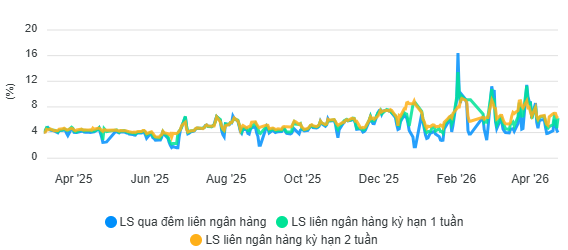 20
16
12
8
4
0
(%)
Apr '25 Jun '25 Aug '25 Oct '25 Dec '25 Feb '26 Apr '26
LS qua đêm liên ngân hàng LS liên ngân hàng kỳ hạn 1 tuần
LS liên ngân hàng kỳ hạn 2 tuần